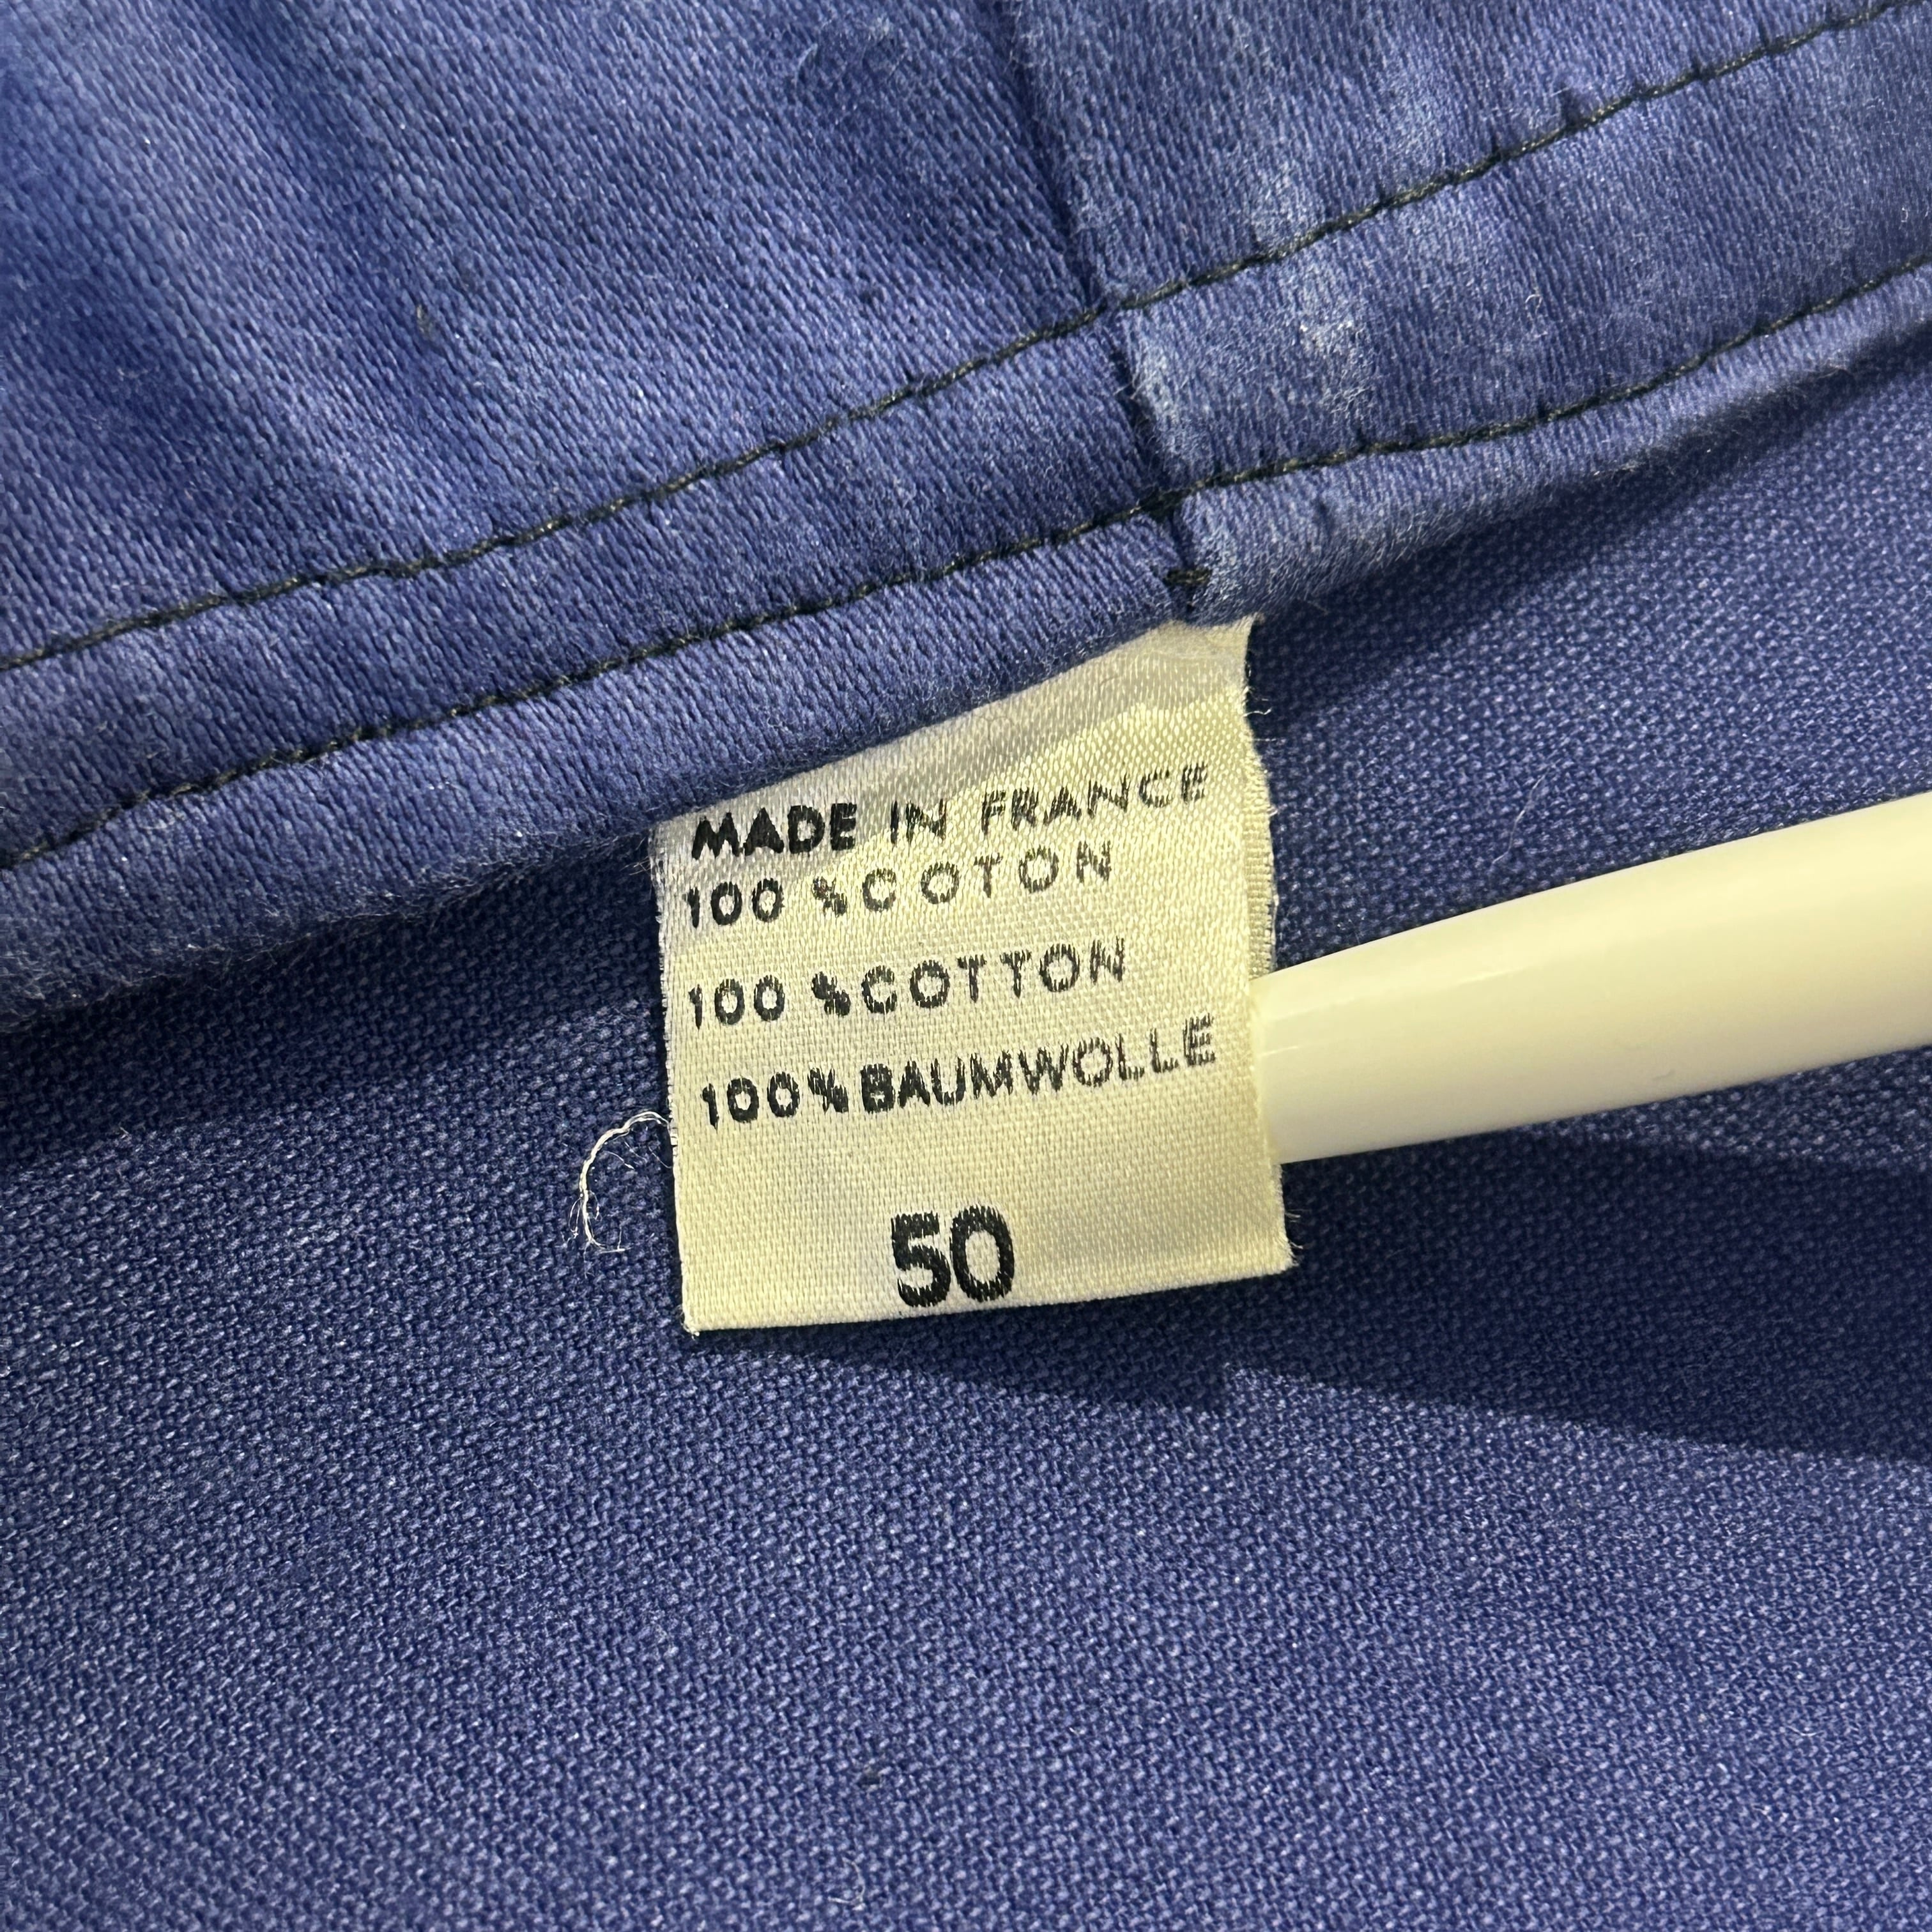 MADE IN FRANCE
100 % COTON
100 % COTTON
100% BAUMWOLLE
50